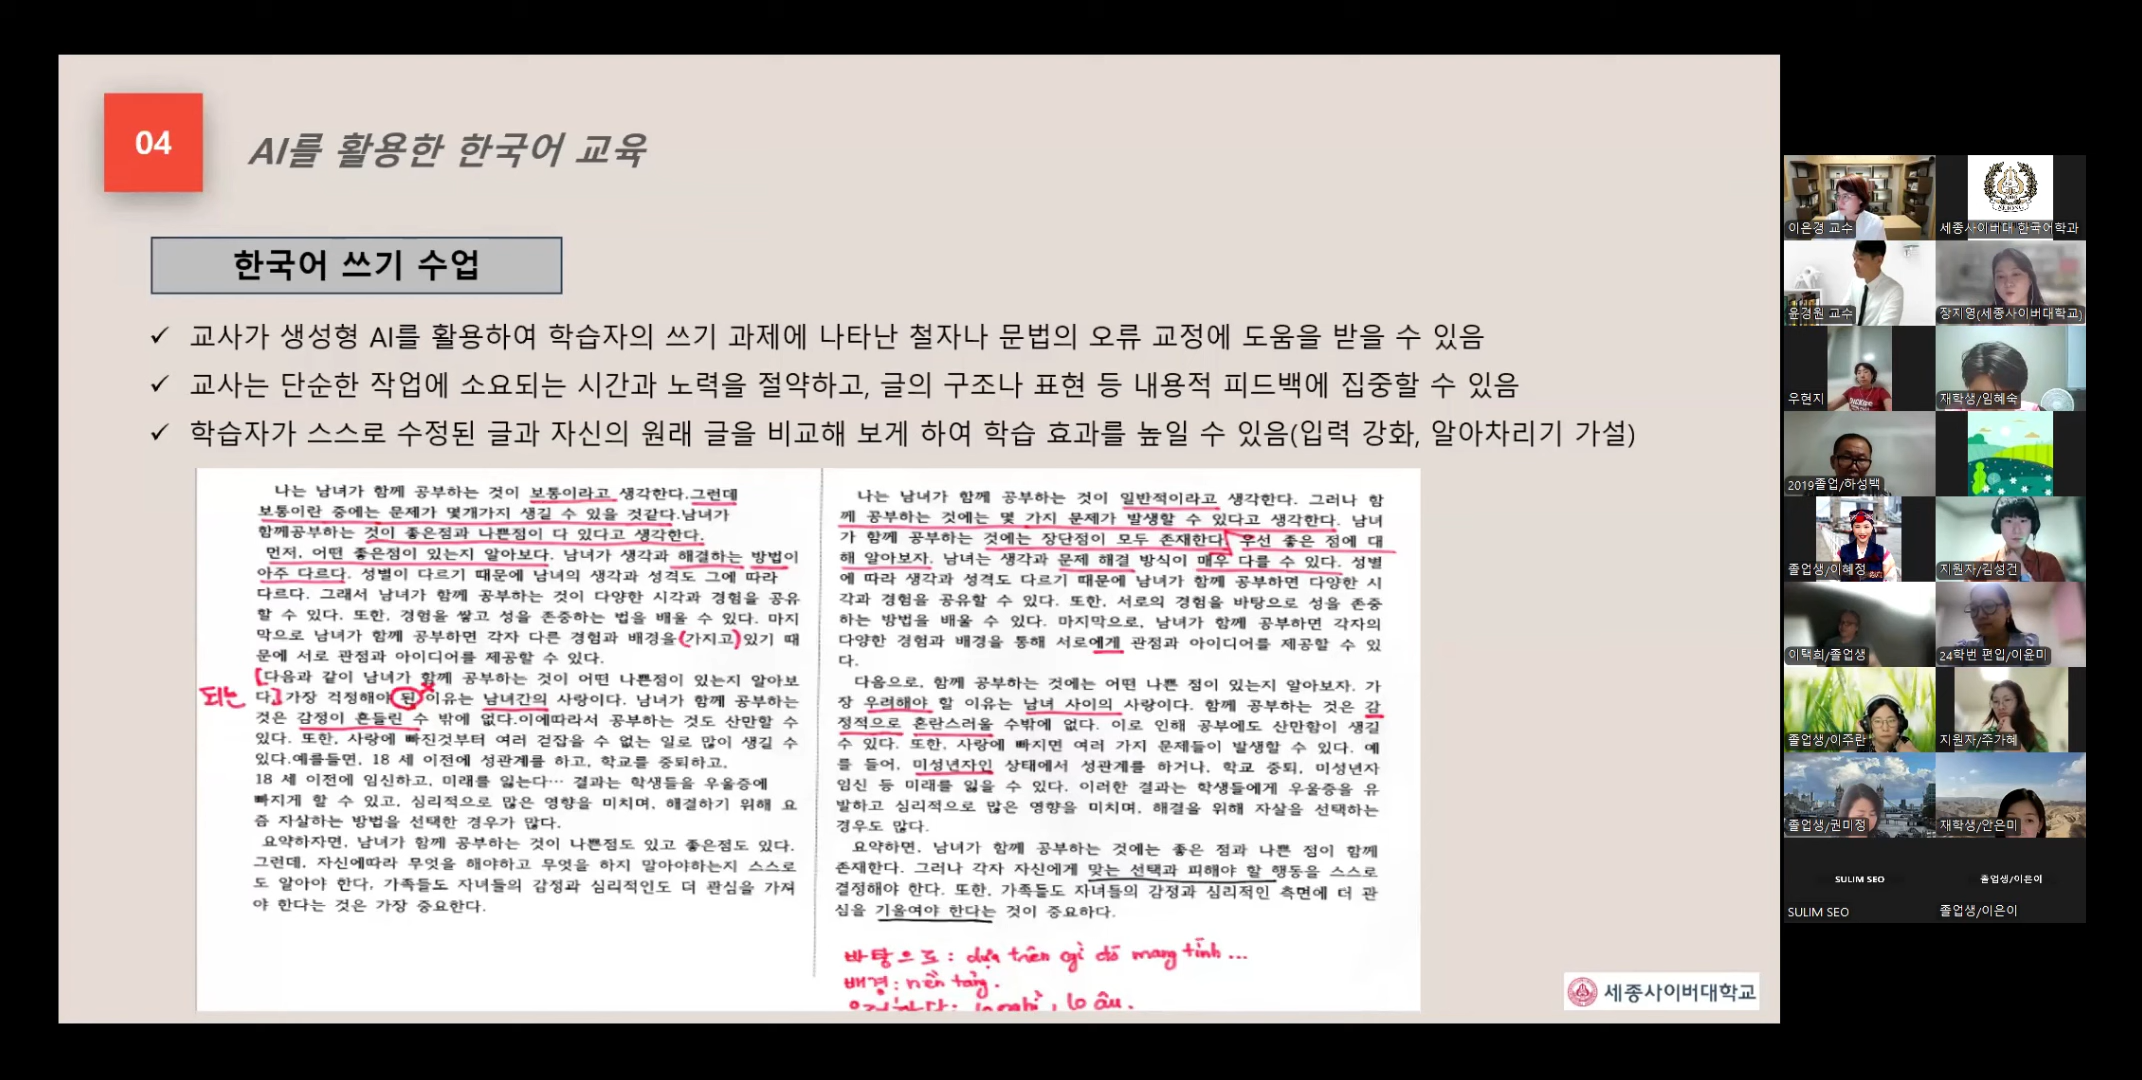 04
AI를 활용한 한국어 교육
한국어 쓰기 수업
✓ 교사가 생성형 AI를 활용하여 학습자의 쓰기 과제에 나타난 철자나 문법의 오류 교정에 도움을 받을 수 있음
✓ 교사는 단순한 작업에 소요되는 시간과 노력을 절약하고, 글의 구조나 표현 등 내용적 피드백에 집중할 수 있음
✓ 학습자가 스스로 수정된 글과 자신의 원래 글을 비교해 보게 하여 학습 효과를 높일 수 있음(입력 강화, 알아차리기 가설)
나는 남녀가 함께 공부하는 것이 보통이라고 생각한다.그런데
보통이란 중에는 문제가 몇개가지 생길 수 있을 것같다.남녀가
함께공부하는 것이 좋은점과 나쁜점이 다 있다고 생각한다.
먼저, 어떤 좋은점이 있는지 알아보다. 남녀가 생각과 해결하는 방법이
아주 다르다. 성별이 다르기 때문에 남녀의 생각과 성격도 그에 따라
다르다. 그래서 남녀가 함께 공부하는 것이 다양한 시각과 경험을 공유
할 수 있다. 또한, 경험을 쌓고 성을 존중하는 법을 배울 수 있다. 마지
막으로 남녀가 함께 공부하면 각자 다른 경험과 배경을(가지고)있기 때
문에 서로 관점과 아이디어를 제공할 수 있다.
[다음과 같이 남녀가 함께 공부하는 것이 어떤 나쁜점이 있는지 알아보
되는 다]가장 걱정해야 된 이유는 남녀간의 사랑이다. 남녀가 함께 공부하는
것은 감정이 흔들린 수 밖에 없다.이에따라서 공부하는 것도 산만할 수
있다. 또한, 사랑에 빠진것부터 여러 걷잡을 수 없는 일로 많이 생길 수
있다.예를들면, 18 세 이전에 성관계를 하고, 학교를 중퇴하고,
18 세 이전에 임신하고, 미래를 잃는다… 결과는 학생들을 우울증에
빠지게 할 수 있고, 심리적으로 많은 영향을 미치며, 해결하기 위해 요
즘 자살하는 방법을 선택한 경우가 많다.
요약하자면, 남녀가 함께 공부하는 것이 나쁜점도 있고 좋은점도 있다.
그런데, 자신에따라 무엇을 해야하고 무엇을 하지 말아야하는지 스스로
도 알아야 한다, 가족들도 자녀들의 감정과 심리적인도 더 관심을 가져
야 한다는 것은 가장 중요한다.
나는 남녀가 함께 공부하는 것이 일반적이라고 생각한다. 그러나 함
께 공부하는 것에는 몇 가지 문제가 발생할 수 있다고 생각한다. 남녀
가 함께 공부하는 것에는 장단점이 모두 존재한다. 우선 좋은 점에 대
해 알아보자. 남녀는 생각과 문제 해결 방식이 매우 다를 수 있다. 성별
에 따라 생각과 성격도 다르기 때문에 남녀가 함께 공부하면 다양한 시
각과 경험을 공유할 수 있다. 또한, 서로의 경험을 바탕으로 성을 존중
하는 방법을 배울 수 있다. 마지막으로, 남녀가 함께 공부하면 각자의
다양한 경험과 배경을 통해 서로에게 관점과 아이디어를 제공할 수 있
다.
다음으로, 함께 공부하는 것에는 어떤 나쁜 점이 있는지 알아보자. 가
장 우려해야 할 이유는 남녀 사이의 사랑이다. 함께 공부하는 것은 감
정적으로 혼란스러울 수밖에 없다. 이로 인해 공부에도 산만함이 생길
수 있다. 또한, 사랑에 빠지면 여러 가지 문제들이 발생할 수 있다. 예
를 들어, 미성년자인 상태에서 성관계를 하거나, 학교 중퇴, 미성년자
임신 등 미래를 잃을 수 있다. 이러한 결과는 학생들에게 우울증을 유
발하고 심리적으로 많은 영향을 미치며, 해결을 위해 자살을 선택하는
경우도 많다.
요약하면, 남녀가 함께 공부하는 것에는 좋은 점과 나쁜 점이 함께
존재한다. 그러나 각자 자신에게 맞는 선택과 피해야 할 행동을 스스로
결정해야 한다. 또한, 가족들도 자녀들의 감정과 심리적인 측면에 더 관
심을 기울여야 한다는 것이 중요하다.
바탕으로 : dựa trên gì đó mang tính ...
배경 : nền tảng.
lo âu.
세종사이버대학교
이은경 교수
SEJONG
세종사이버대 한국어학과
윤경원 교수
장지영(세종사이버대학교)
우현지
재학생/임혜숙
2019졸업/하성백
졸업생/이혜정
지원자/김성건
이택희/졸업생
24학번 편입/이윤미
졸업생/이주란
지원자/주가혜
졸업생/권미정
재학생/안은미
SULIM SEO
졸업생/이은이
SULIM SEO
졸업생/이은이